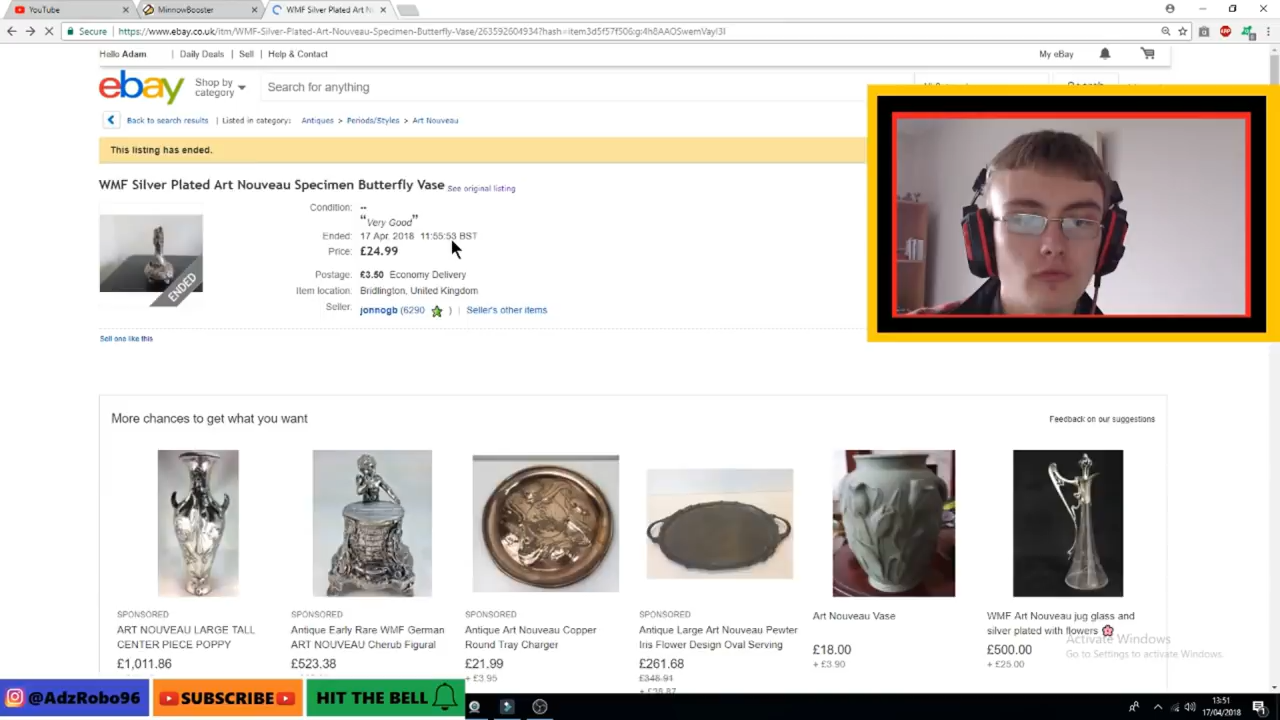 YouTube
MinnowBooster
WMF Silver Plated Art N
Secure
https://www.ebay.co.uk/itm/WMF-Silver-Plated-Art-Nouveau-Specimen-Butterfly-Vase/263592604934?hash=item3d5f57f506:g:4h8AAOSwemVayl3I
Hello Adam
Daily Deals
Sell
Help & Contact
My eBay
ebay
Shop by
category
Search for anything
Back to search results
Listed in category:
Antiques > Periods/Styles > Art Nouveau
This listing has ended.
WMF Silver Plated Art Nouveau Specimen Butterfly Vase See original listing
Condition: --
“Very Good”
Ended: 17 Apr, 2018 11:55:53 BST
Price: £24.99
Postage: £3.50 Economy Delivery
Item location: Bridlington, United Kingdom
Seller: jonnogb (6290 ) | Seller's other items
ENDED
Sell one like this
More chances to get what you want
Feedback on our suggestions
SPONSORED
ART NOUVEAU LARGE TALL
CENTER PIECE POPPY
£1,011.86
SPONSORED
Antique Early Rare WMF German
ART NOUVEAU Cherub Figural
£523.38
SPONSORED
Antique Art Nouveau Copper
Round Tray Charger
£21.99
+ £3.95
SPONSORED
Antique Large Art Nouveau Pewter
Iris Flower Design Oval Serving
£261.68
£348.91
Art Nouveau Vase
£18.00
+ £3.90
WMF Art Nouveau jug glass and
silver plated with flowers
£500.00
+ £25.00
Activate Windows
Go to Settings to activate Windows.
@AdzRobo96
SUBSCRIBE
HIT THE BELL
13:51
17/04/2018